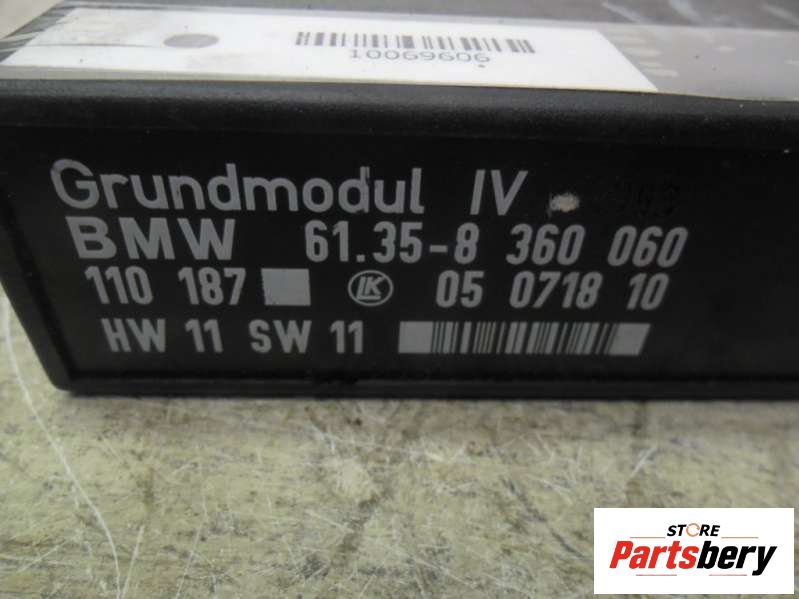 10069606
Grundmodul IV
BMW 61.35-8 360 060
110 187 LK 05 0718 10
HW 11 SW 11
STORE
Partsbery